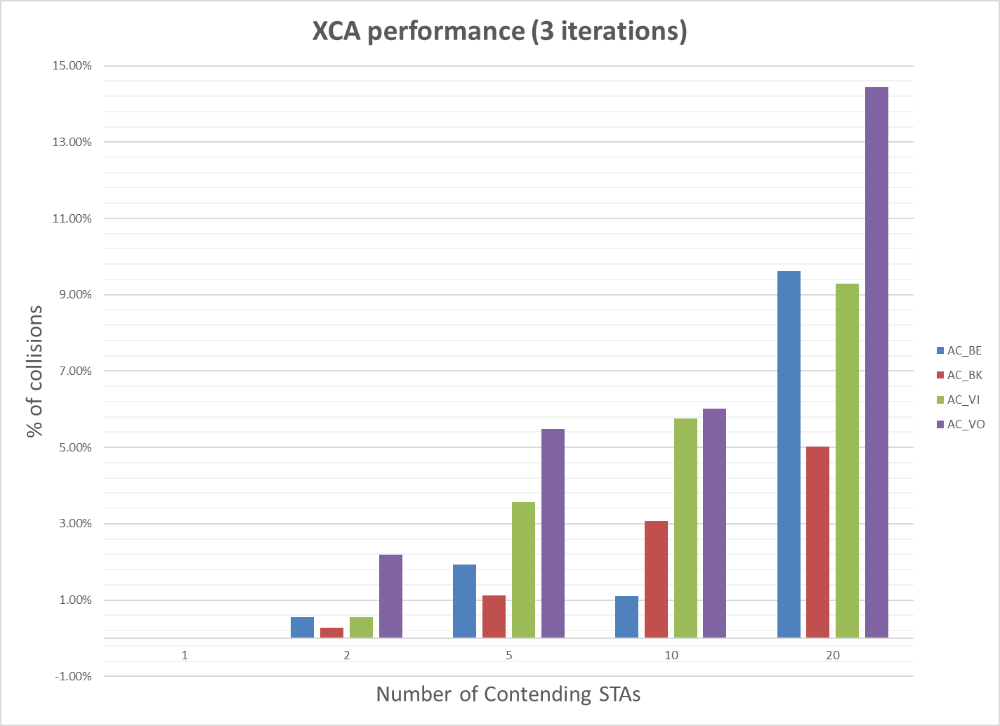 XCA performance (3 iterations)
15.00%
13.00%
11.00%
9.00%
7.00%
5.00%
3.00%
1.00%
-1.00%
% of collisions
1 2 5 10 20
Number of Contending STAs
AC_BE
AC_BK
AC_VI
AC_VO